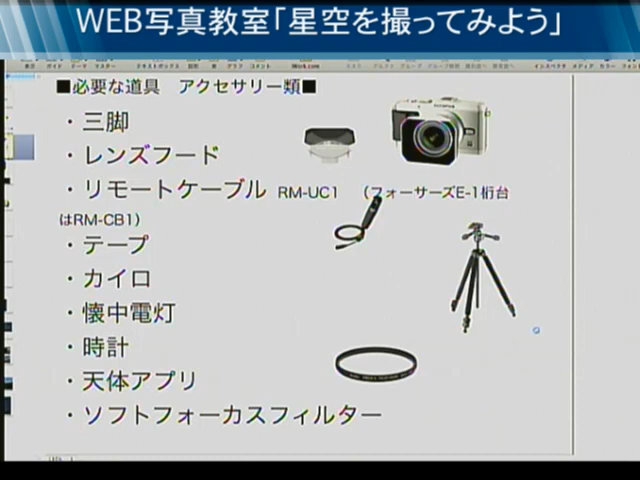 WEB写真教室「星空を撮ってみよう」
■必要な道具　アクセサリー類■
・三脚
・レンズフード
・リモートケーブル RM-UC1　（フォーサーズE-1桁台
はRM-CB1）
・テープ
・カイロ
・懐中電灯
・時計
・天体アプリ
・ソフトフォーカスフィルター
OLYMPUS